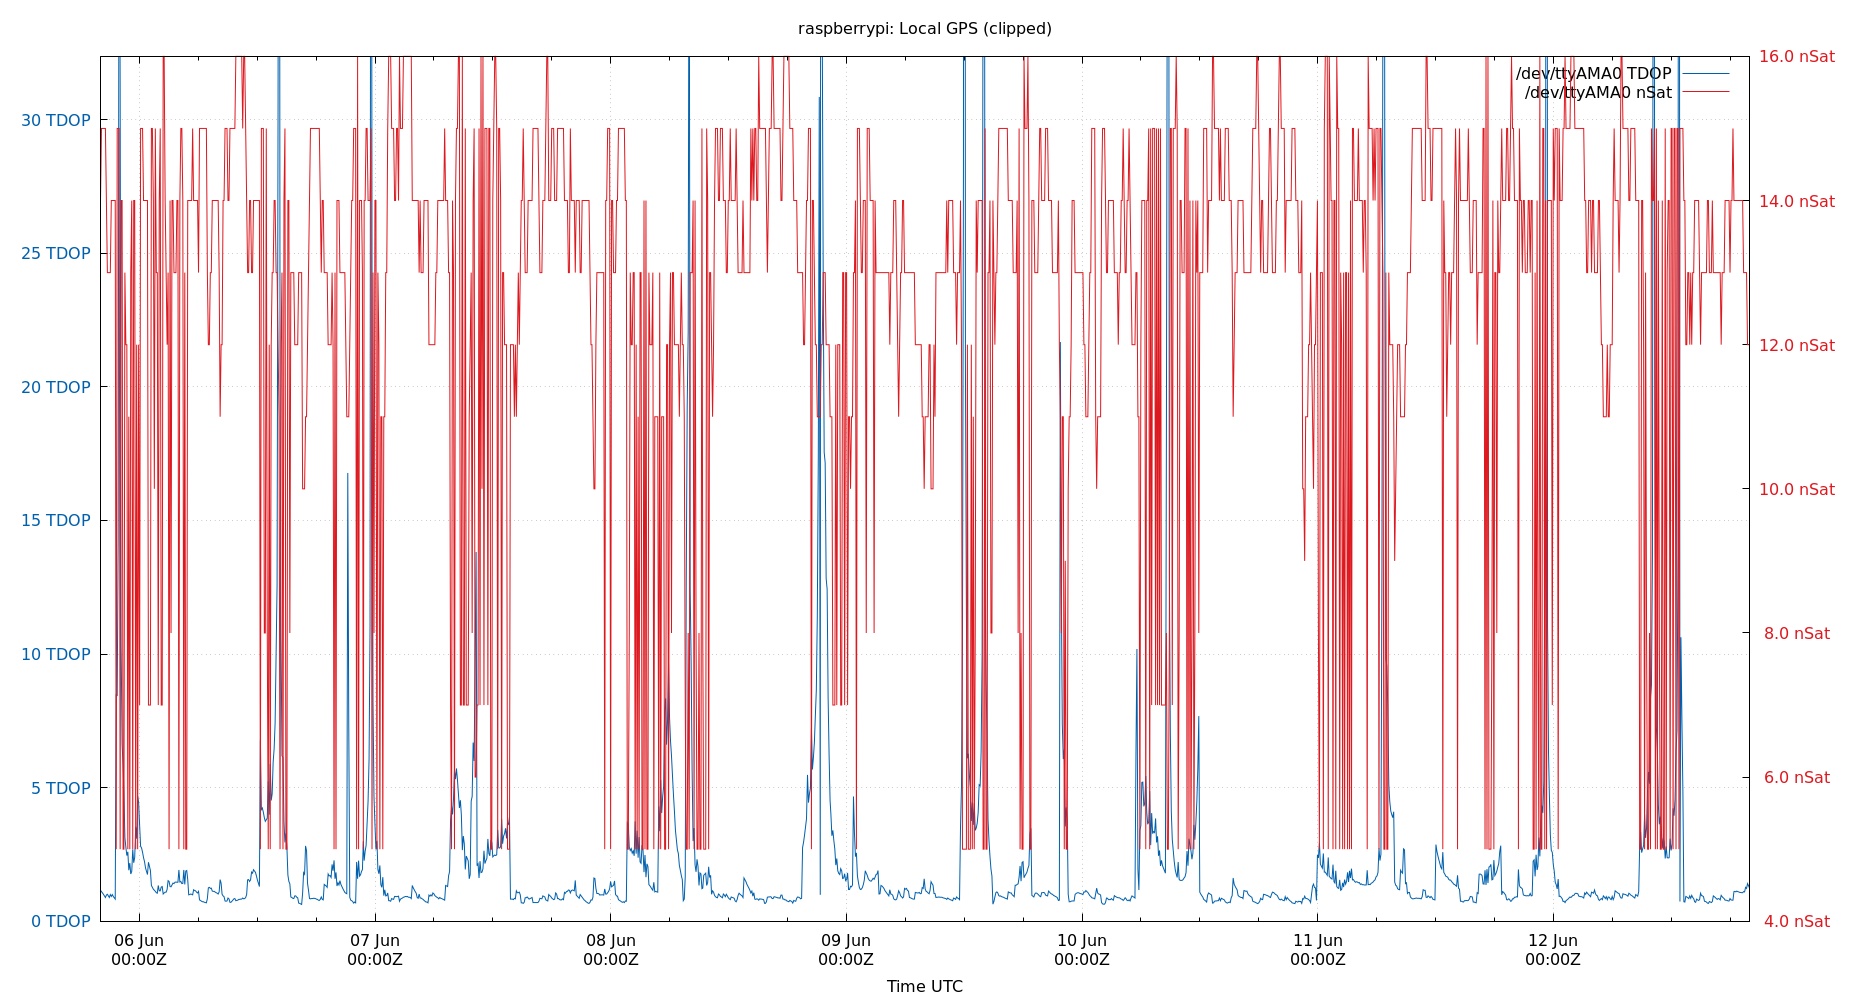 raspberrypi: Local GPS (clipped)
/dev/ttyAMA0 TDOP
/dev/ttyAMA0 nSat
30 TDOP
25 TDOP
20 TDOP
15 TDOP
10 TDOP
5 TDOP
0 TDOP
16.0 nSat
14.0 nSat
12.0 nSat
10.0 nSat
8.0 nSat
6.0 nSat
4.0 nSat
06 Jun
00:00Z
07 Jun
00:00Z
08 Jun
00:00Z
09 Jun
00:00Z
10 Jun
00:00Z
11 Jun
00:00Z
12 Jun
00:00Z
Time UTC